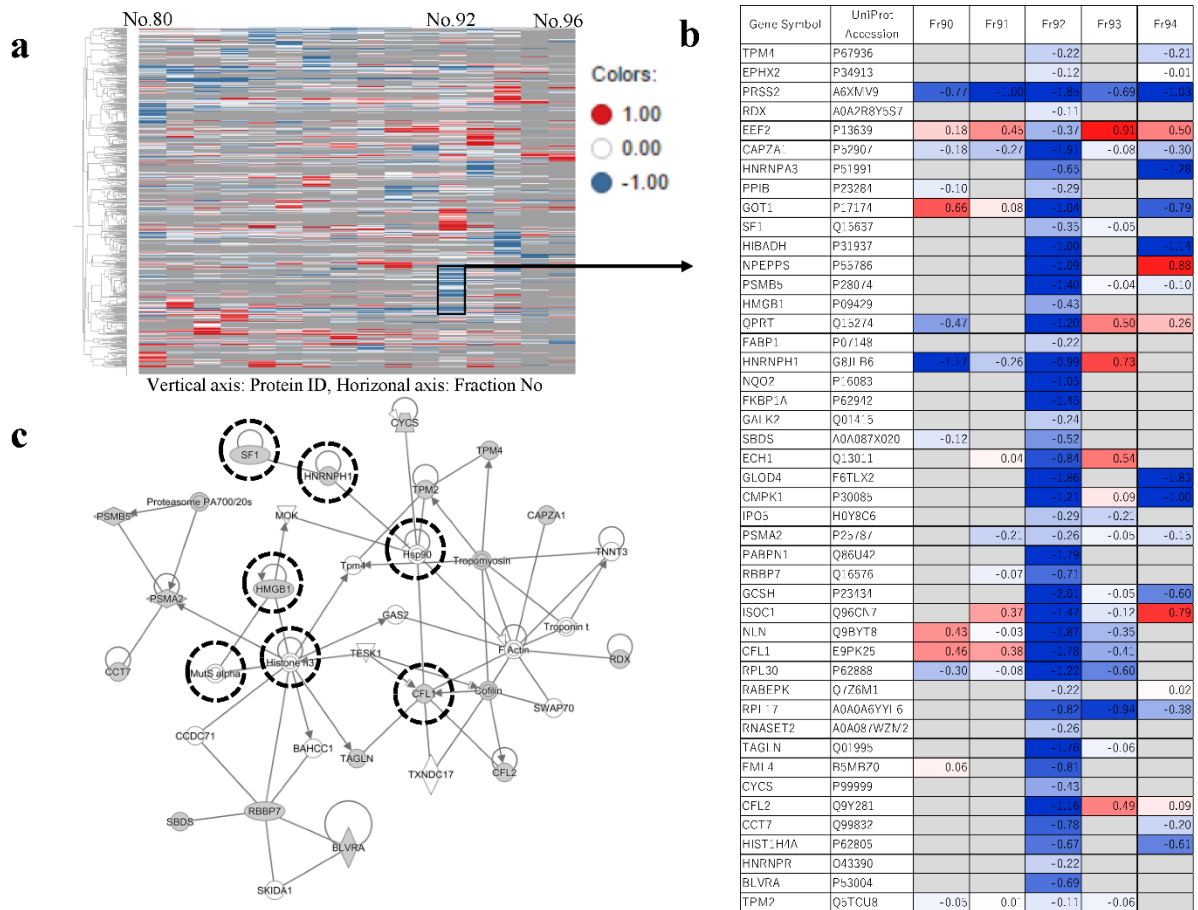 a
No.80
No.92
No.96
Colors:
1.00
0.00
-1.00
Vertical axis: Protein ID, Horizonal axis: Fraction No
b
Gene Symbol UniProt Accession Fr90 Fr91 Fr92 Fr93 Fr94
TPM4 P67936 -0.22 -0.21
EPHX2 P34913 -0.12 -0.01
PRSS2 A6XMV9 -0.77 -1.00 -1.85 -0.69 -1.03
RDX A0A2R8Y5S7 -0.11
EEF2 P13639 0.18 0.45 -0.37 0.91 0.50
CAPZA1 P52907 -0.18 -0.27 -1.91 -0.08 -0.30
HNRNPA3 P51991 -0.65 -1.28
PPIB P23284 -0.10 -0.29
GOT1 P17174 0.66 0.08 -1.04 -0.79
SF1 Q15637 -0.35 -0.05
HIBADH P31937 -1.00 -1.14
NPEPPS P55786 -1.09 0.88
PSMB5 P28074 -1.40 -0.04 -0.10
HMGB1 P09429 -0.43
QPRT Q15274 -0.47 -1.20 0.50 0.26
FABP1 P07148 -0.22
HNRNPH1 G8JLB6 -1.17 -0.26 -0.99 0.73
NQO2 P16083 -1.05
FKBP1A P62942 -1.45
GALK2 Q01415 -0.24
SBDS A0A087X020 -0.12 -0.52
ECH1 Q13011 0.04 -0.84 0.54
GLOD4 F6TLX2 -1.86 -1.83
CMPK1 P30085 -1.21 0.09 -1.00
IPO5 H0Y8C6 -0.29 -0.21
PSMA2 P25787 -0.21 -0.26 -0.05 -0.15
PABPN1 Q86U42 -1.79
RBBP7 Q16576 -0.07 -0.71
GCSH P23434 -2.01 -0.05 -0.60
ISOC1 Q96CN7 0.37 -1.47 -0.12 0.79
NLN Q9BYT8 0.43 -0.03 -1.87 -0.35
CFL1 E9PK25 0.46 0.38 -1.78 -0.41
RPL30 P62888 -0.30 -0.08 -1.22 -0.60
RABEPK Q7Z6M1 -0.22 0.02
RPL17 A0A0A6YYL6 -0.82 -0.94 -0.38
RNASET2 A0A087WZM2 -0.26
TAGLN Q01995 -1.76 -0.06
EML4 B5MBZ0 0.06 -0.81
CYCS P99999 -0.43
CFL2 Q9Y281 -1.16 0.49 0.09
CCT7 Q99832 -0.78 -0.20
HIST1H4A P62805 -0.67 -0.61
HNRNPR O43390 -0.22
BLVRA P53004 -0.69
TPM2 Q5TCU8 -0.05 0.01 -0.11 -0.06
c
CYCS
SF1
HNRNPH1
TPM4
TPM2
Proteasome PA700/20s
PSMB5
MOK
CAPZA1
Hsp90
Tropomyosin
TNNT3
Tpm4
HMGB1
PSMA2
GAS2
Troponin t
F Actin
TESK1
Histone h3
MutS alpha
CCT7
RDX
CFL1
Cofilin
SWAP70
CCDC71
BAHCC1
TAGLN
TXNDC17
CFL2
RBBP7
SBDS
BLVRA
SKIDA1